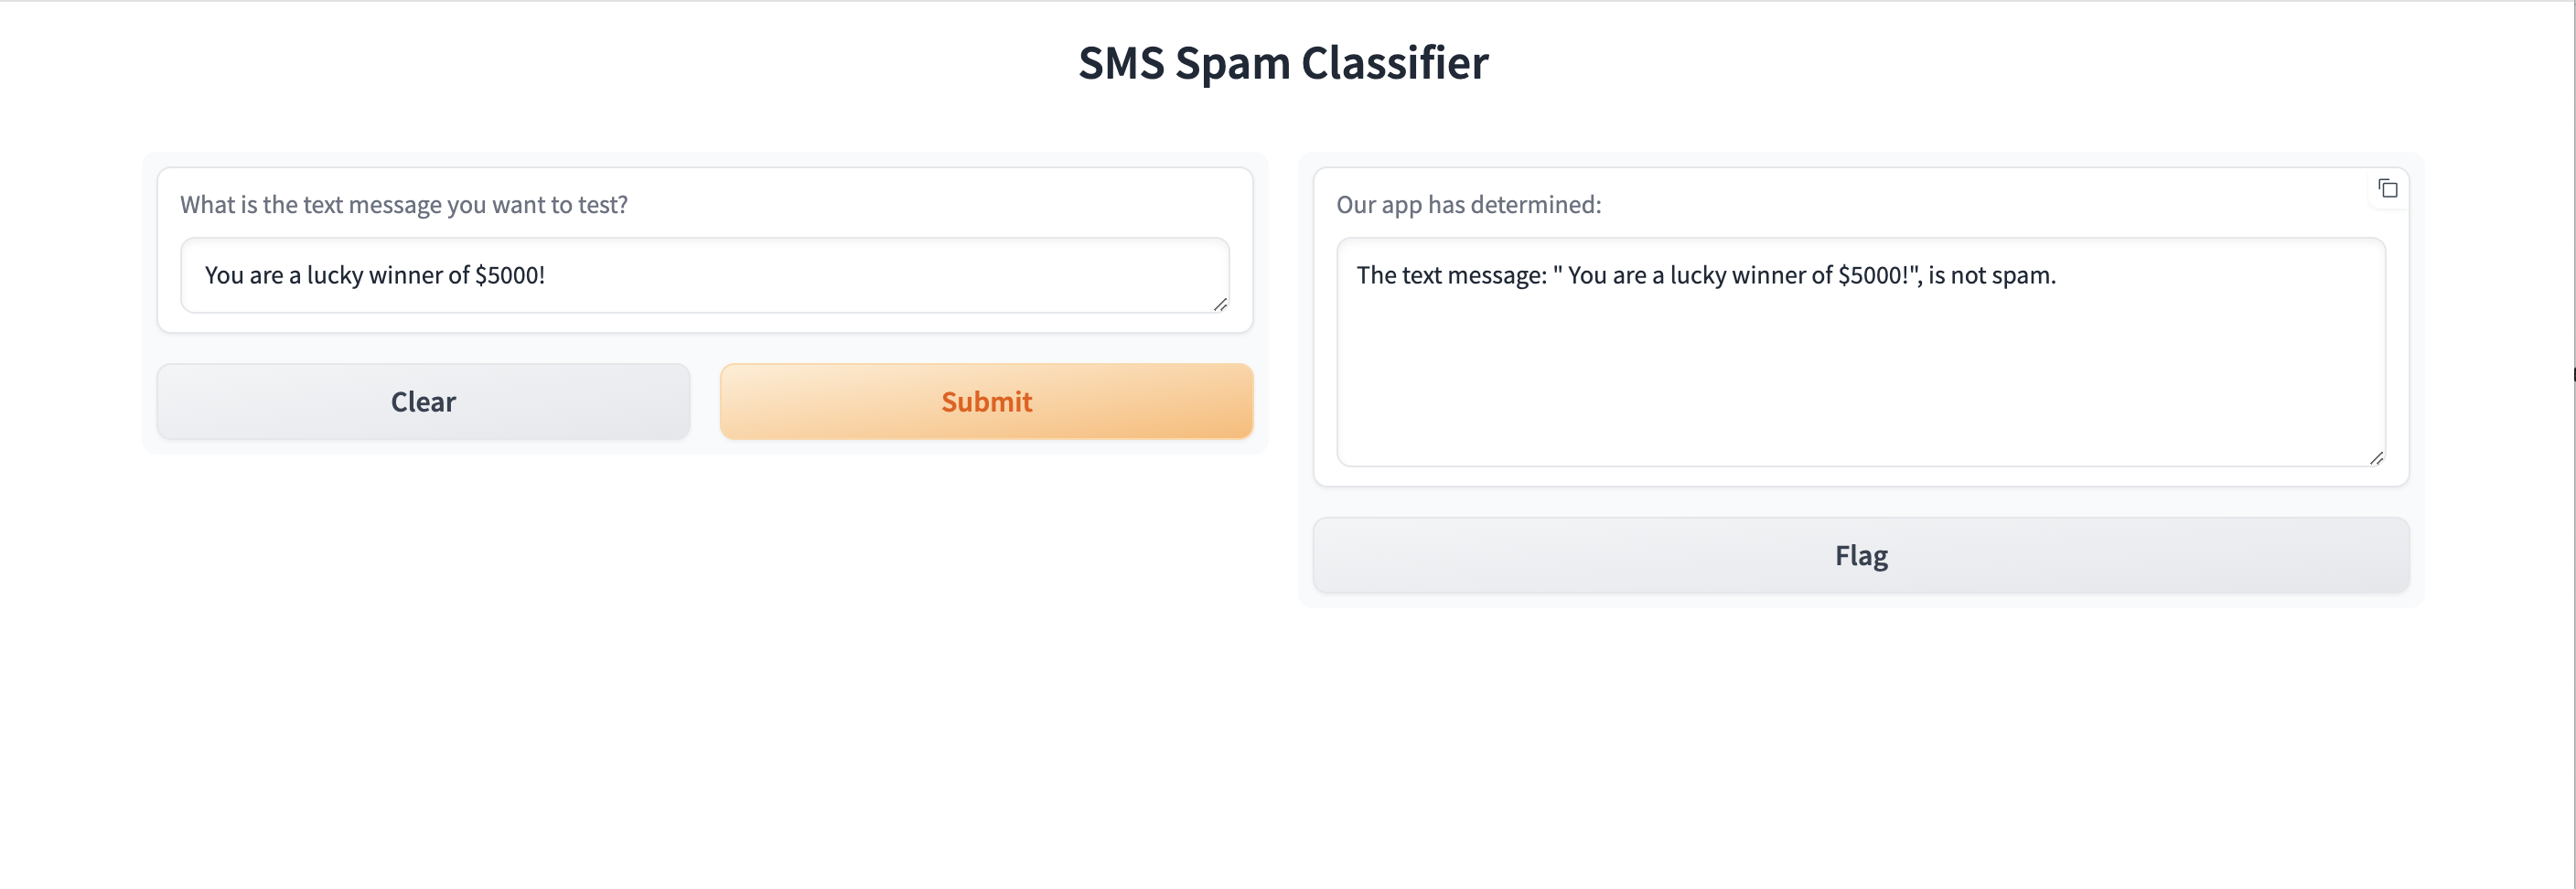 SMS Spam Classifier
What is the text message you want to test?
You are a lucky winner of $5000!
Clear
Submit
Our app has determined:
The text message: " You are a lucky winner of $5000!", is not spam.
Flag